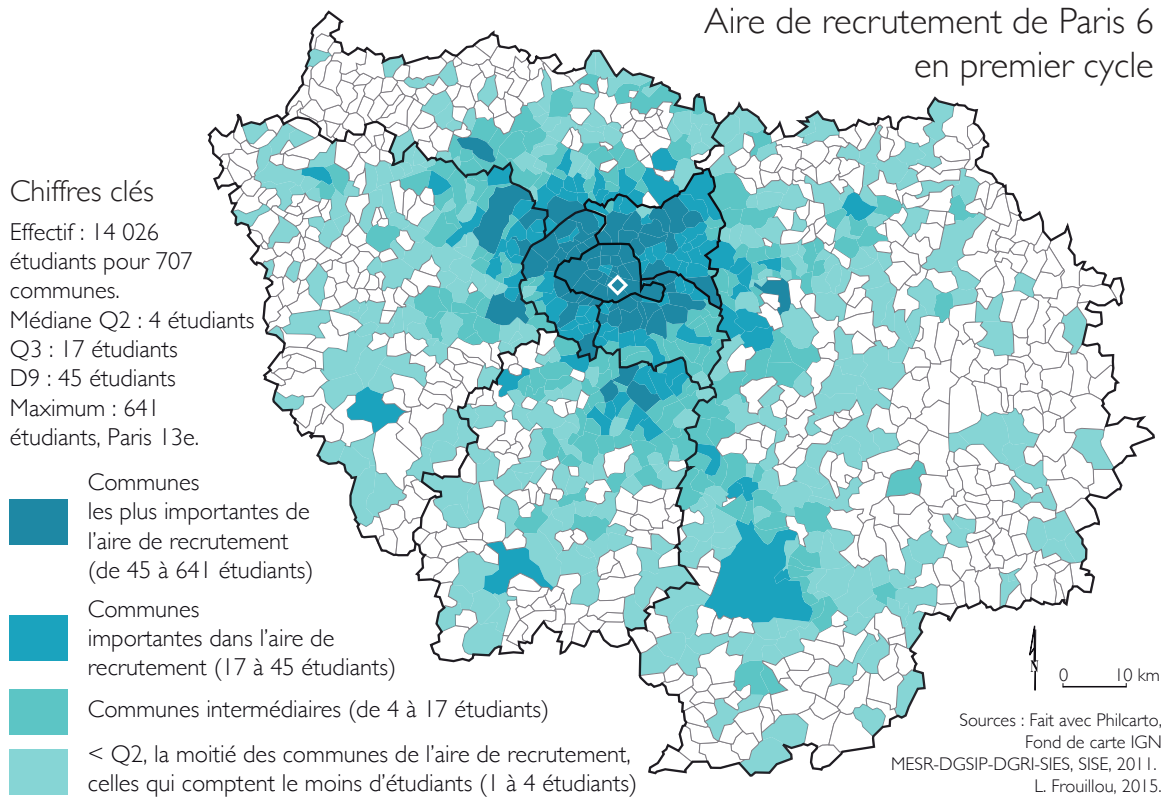 Aire de recrutement de Paris 6
en premier cycle
Chiffres clés
Effectif : 14 026
étudiants pour 707
communes.
Médiane Q2 : 4 étudiants
Q3 : 17 étudiants
D9 : 45 étudiants
Maximum : 641
étudiants, Paris 13e.
Communes
les plus importantes de
l'aire de recrutement
(de 45 à 641 étudiants)
Communes
importantes dans l'aire de
recrutement (17 à 45 étudiants)
Communes intermédiaires (de 4 à 17 étudiants)
< Q2, la moitié des communes de l'aire de recrutement,
celles qui comptent le moins d'étudiants (1 à 4 étudiants)
N
0 10 km
Sources : Fait avec Philcarto,
Fond de carte IGN
MESR-DGSIP-DGRI-SIES, SISE, 2011.
L. Frouillou, 2015.